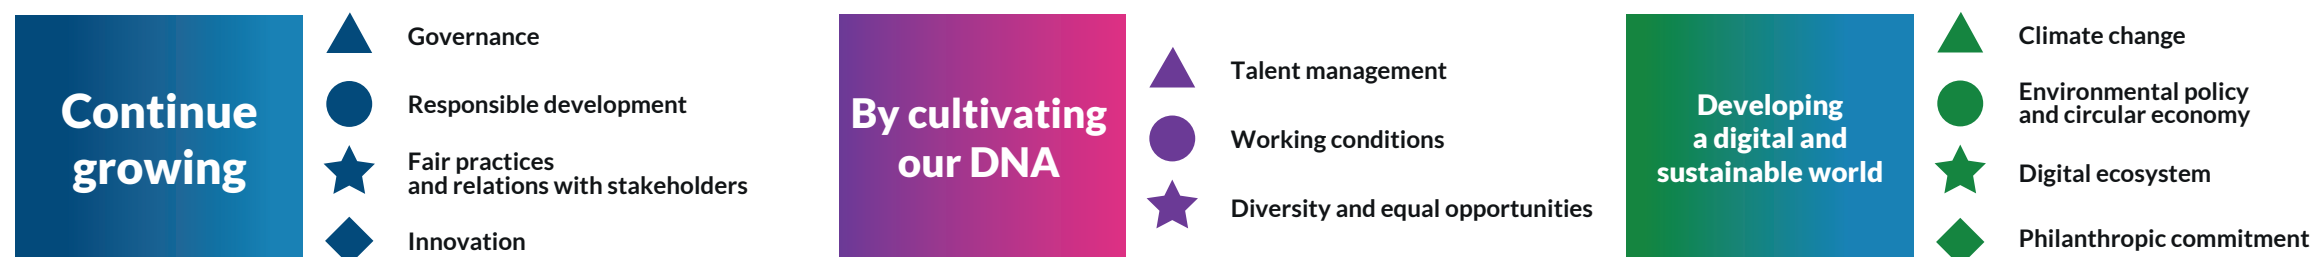 Continue
growing
Governance
Responsible development
Fair practices
and relations with stakeholders
Innovation
By cultivating
our DNA
Talent management
Working conditions
Diversity and equal opportunities
Developing
a digital and
sustainable world
Climate change
Environmental policy
and circular economy
Digital ecosystem
Philanthropic commitment